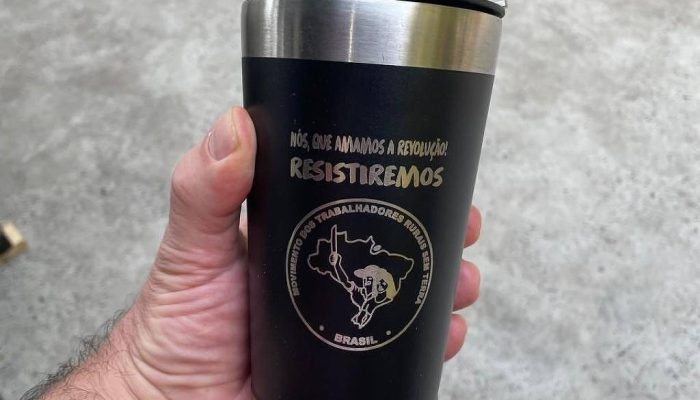 NÓS, QUE AMAMOS A REVOLUÇÃO!
RESISTIREMOS
MOVIMENTO DOS TRABALHADORES RURAIS SEM TERRA
BRASIL